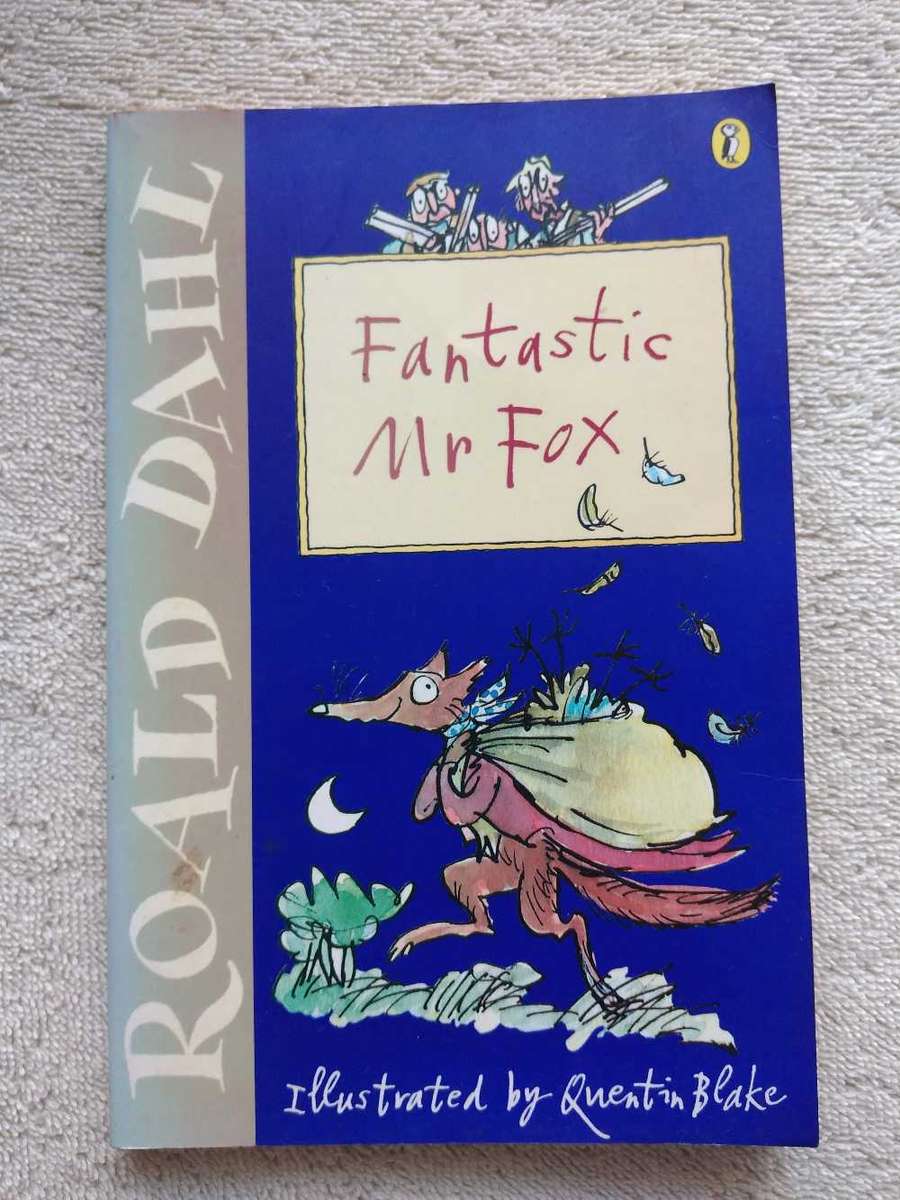 ROALD DAHL
Fantastic
Mr Fox
Illustrated by Quentin Blake